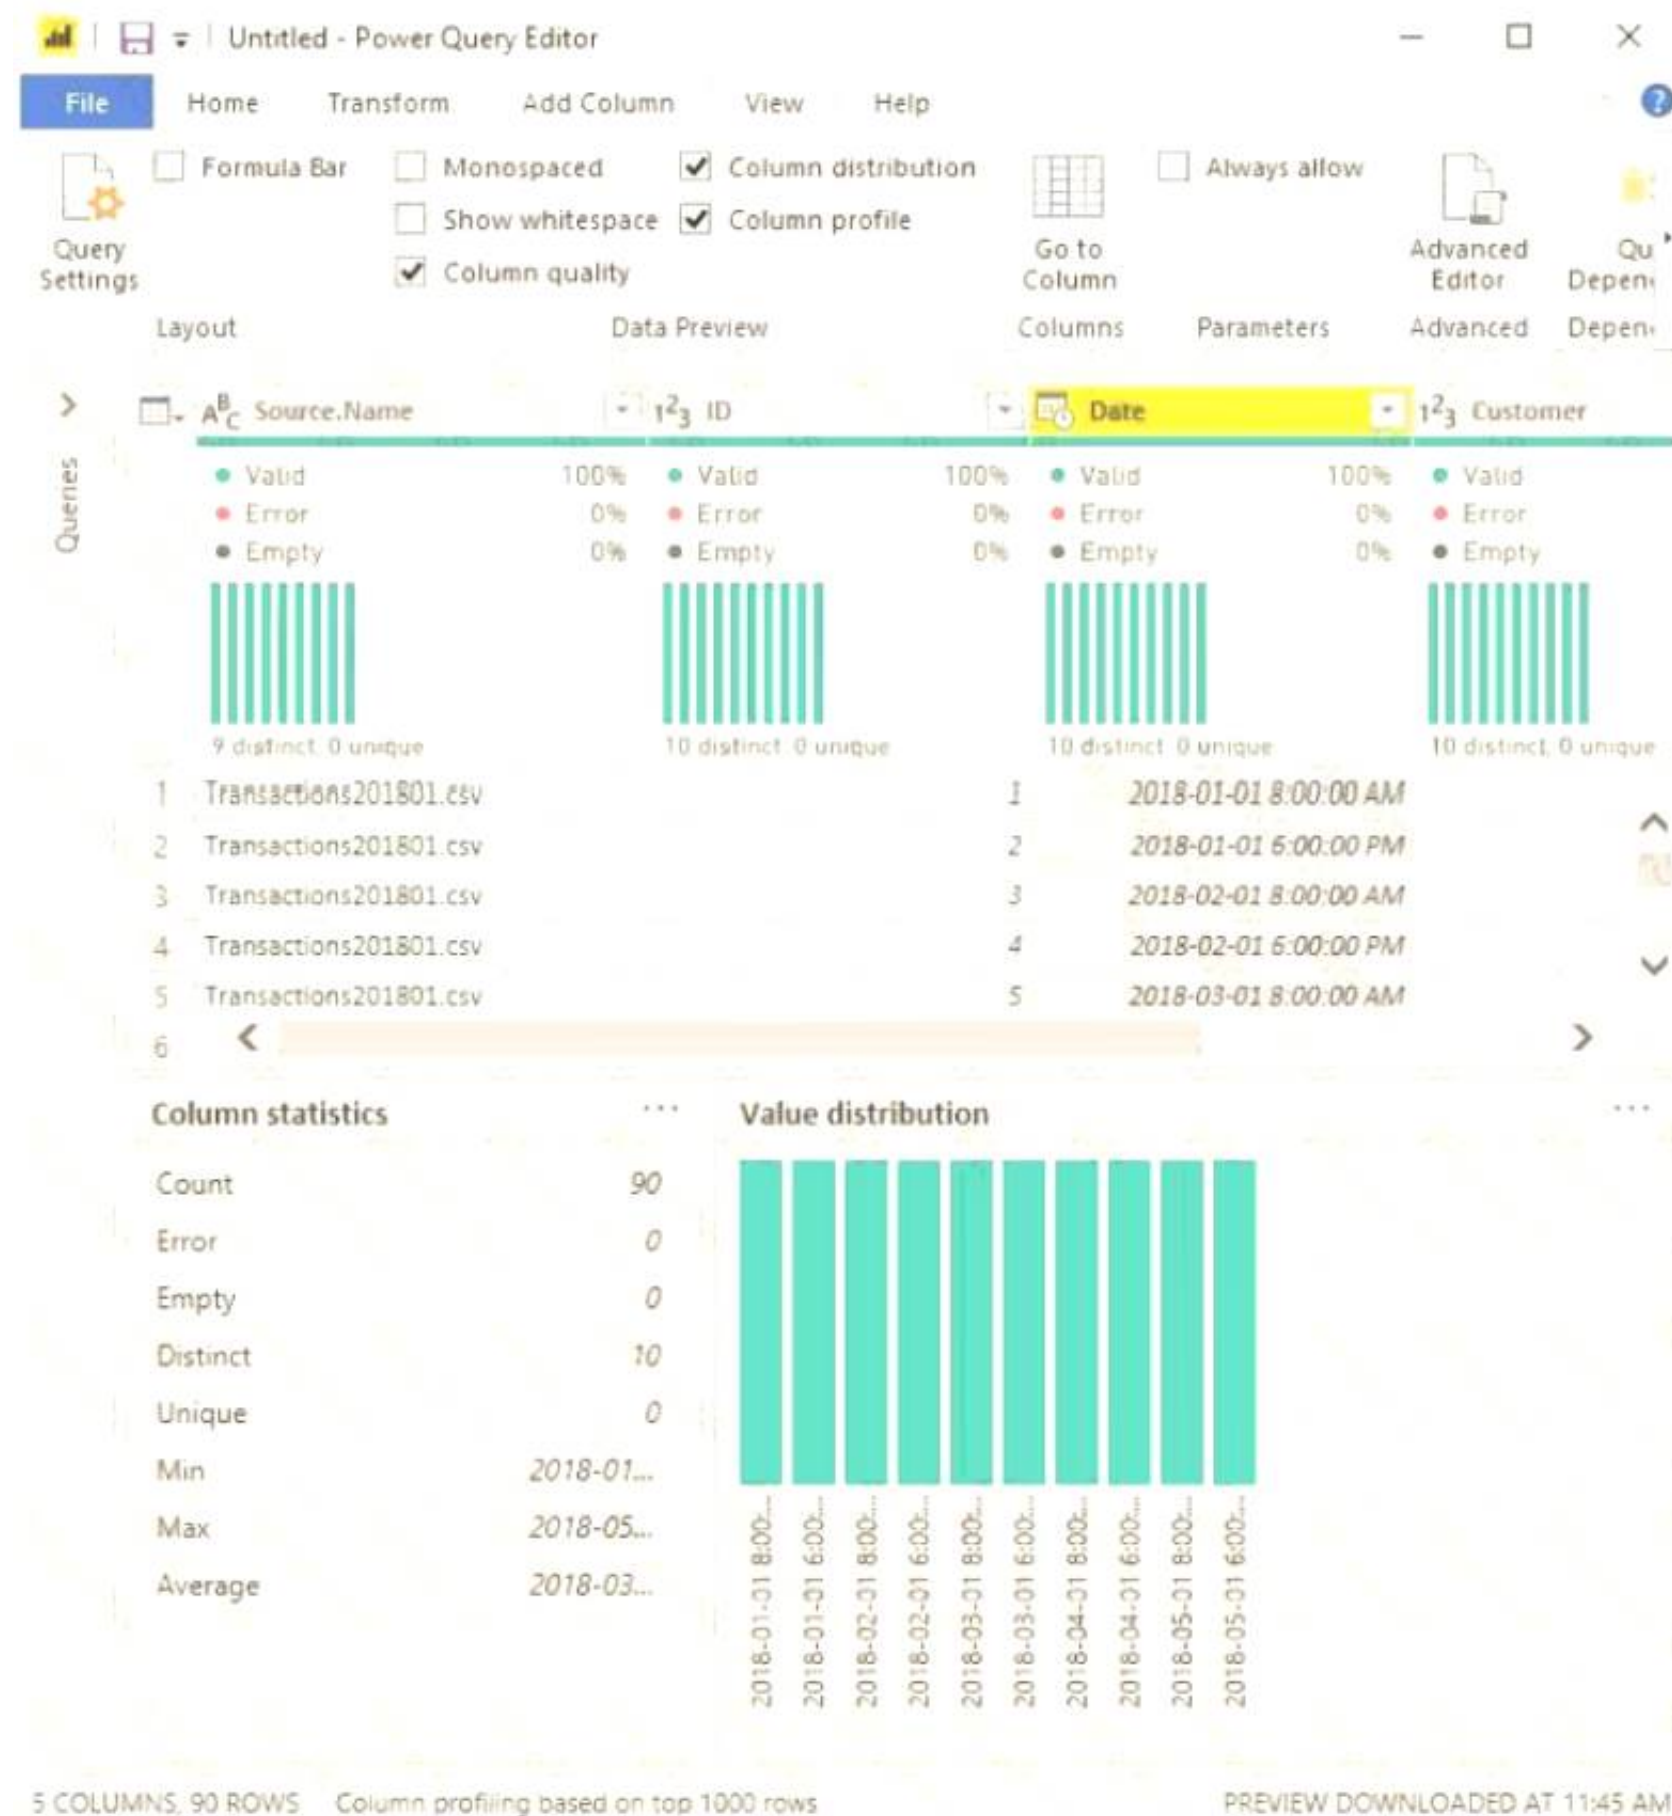 Untitled - Power Query Editor
File Home Transform Add Column View Help
Formula Bar Monospaced Column distribution Always allow
Show whitespace Column profile
Column quality
Query Settings
Go to Column
Advanced Editor
Qu
Depen
Layout Data Preview Columns Parameters Advanced Depen
Queries
ABC Source.Name 123 ID Date 123 Customer
Valid 100% Valid 100% Valid 100% Valid
Error 0% Error 0% Error 0% Error
Empty 0% Empty 0% Empty 0% Empty
9 distinct, 0 unique 10 distinct, 0 unique 10 distinct, 0 unique 10 distinct, 0 unique
1 Transactions201801.csv 1 2018-01-01 8:00:00 AM
2 Transactions201801.csv 2 2018-01-01 6:00:00 PM
3 Transactions201801.csv 3 2018-02-01 8:00:00 AM
4 Transactions201801.csv 4 2018-02-01 6:00:00 PM
5 Transactions201801.csv 5 2018-03-01 8:00:00 AM
6
Column statistics ... Value distribution ...
Count 90
Error 0
Empty 0
Distinct 10
Unique 0
Min 2018-01...
Max 2018-05...
Average 2018-03...
2018-01-01 8:00:...
2018-01-01 6:00:...
2018-02-01 8:00:...
2018-02-01 6:00:...
2018-03-01 8:00:...
2018-03-01 6:00:...
2018-04-01 8:00:...
2018-04-01 6:00:...
2018-05-01 8:00:...
2018-05-01 6:00:...
5 COLUMNS, 90 ROWS Column profiling based on top 1000 rows PREVIEW DOWNLOADED AT 11:45 AM